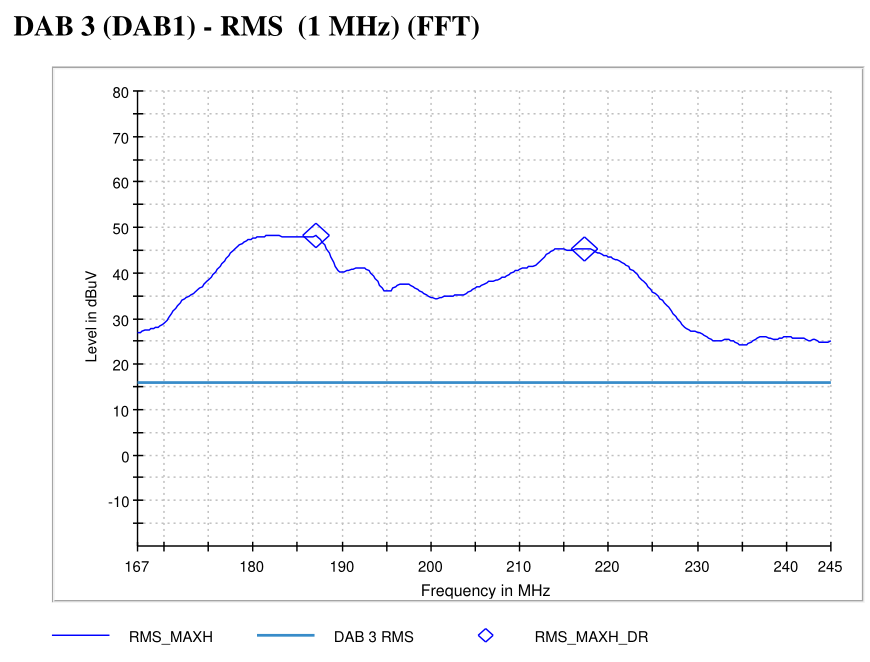 DAB 3 (DAB1) - RMS  (1 MHz) (FFT)
80
70
60
50
40
30
20
10
0
-10
Level in dBuV
167 180 190 200 210 220 230 240 245
Frequency in MHz
RMS_MAXH DAB 3 RMS RMS_MAXH_DR